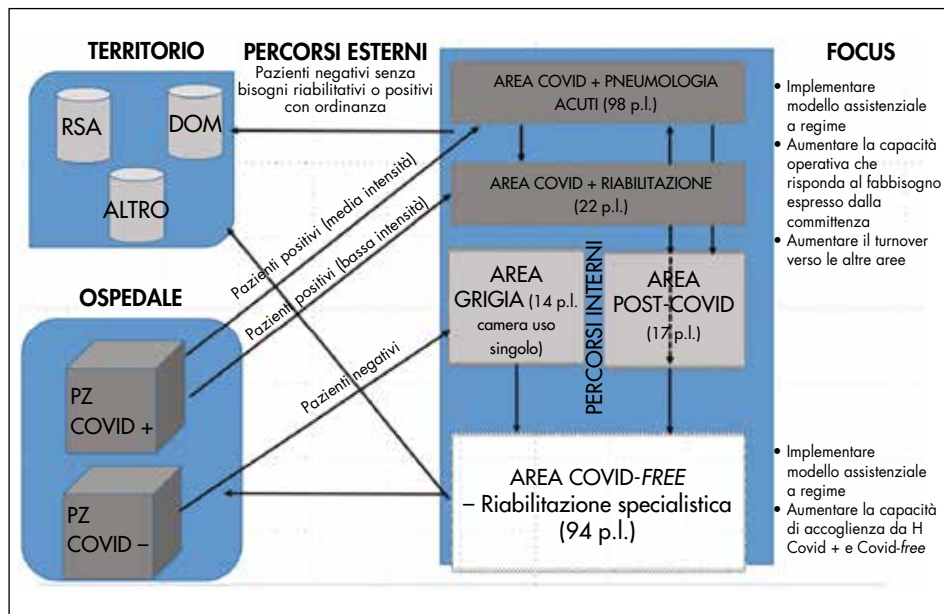 TERRITORIO
PERCORSI ESTERNI
Pazienti negativi senza
bisogni riabilitativi o positivi
con ordinanza
RSA
DOM
ALTRO
OSPEDALE
PZ
COVID +
PZ
COVID –
Pazienti positivi (media intensità)
Pazienti positivi (bassa intensità)
Pazienti negativi
AREA COVID + PNEUMOLOGIA
ACUTI (98 p.l.)
AREA COVID + RIABILITAZIONE
(22 p.l.)
AREA
GRIGIA (14 p.l.
camera uso
singolo)
PERCORSI INTERNI
AREA
POST-COVID
(17 p.l.)
AREA COVID-FREE
– Riabilitazione specialistica
(94 p.l.)
FOCUS
• Implementare
modello assistenziale
a regime
• Aumentare la capacità
operativa che
risponda al fabbisogno
espresso dalla
committenza
• Aumentare il turnover
verso le altre aree
• Implementare
modello assistenziale
a regime
• Aumentare la capacità
di accoglienza da H
Covid + e Covid-free